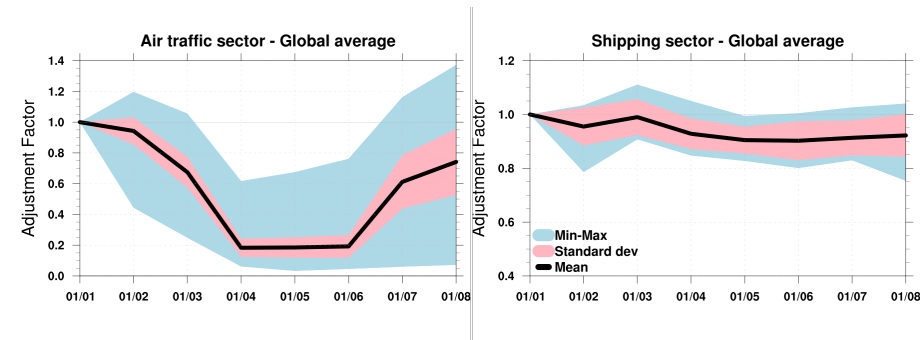 Air traffic sector - Global average
Adjustment Factor
1.4
1.2
1.0
0.8
0.6
0.4
0.2
0.0
01/01 01/02 01/03 01/04 01/05 01/06 01/07 01/08
Shipping sector - Global average
Adjustment Factor
1.2
1.0
0.8
0.6
0.4
Min-Max
Standard dev
Mean
01/01 01/02 01/03 01/04 01/05 01/06 01/07 01/08